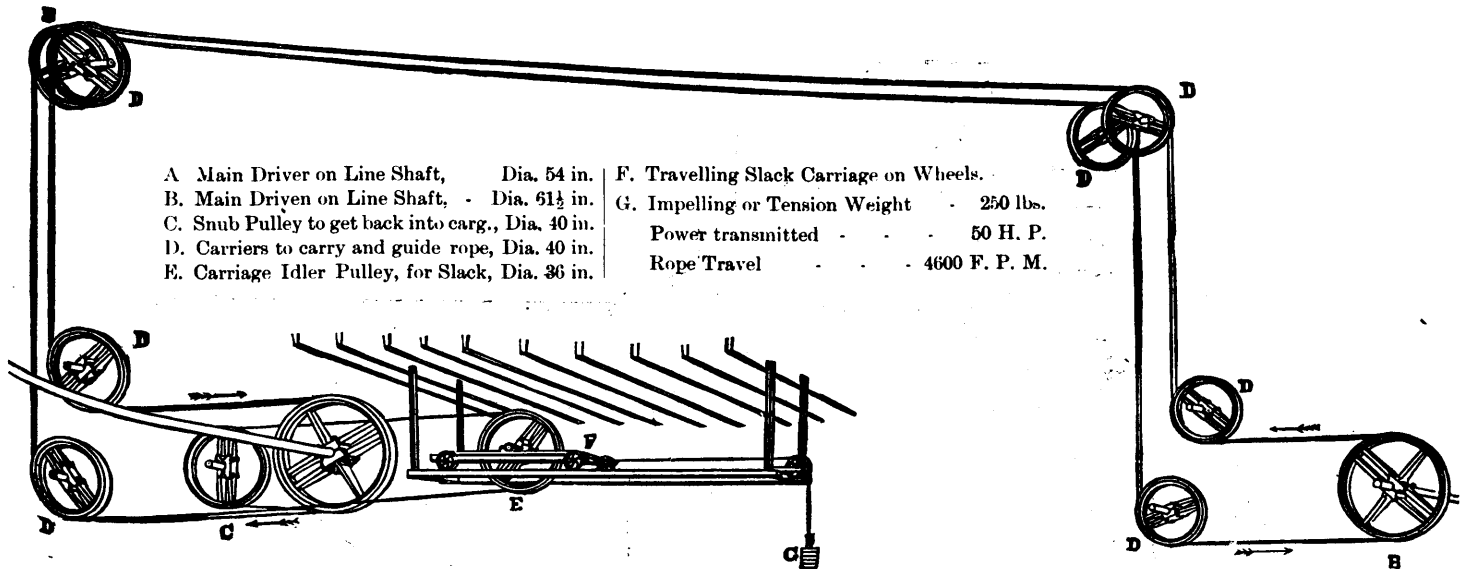 B
D
D
D
A Main Driver on Line Shaft, Dia. 54 in.
B. Main Driven on Line Shaft, - Dia. 61½ in.
C. Snub Pulley to get back into carg., Dia. 40 in.
D. Carriers to carry and guide rope, Dia. 40 in.
E. Carriage Idler Pulley, for Slack, Dia. 36 in.
F. Travelling Slack Carriage on Wheels.
G. Impelling or Tension Weight - 250 lbs.
Power transmitted - - - 50 H. P.
Rope Travel - - - 4600 F. P. M.
D
D
F
E
D
C
G
D
B